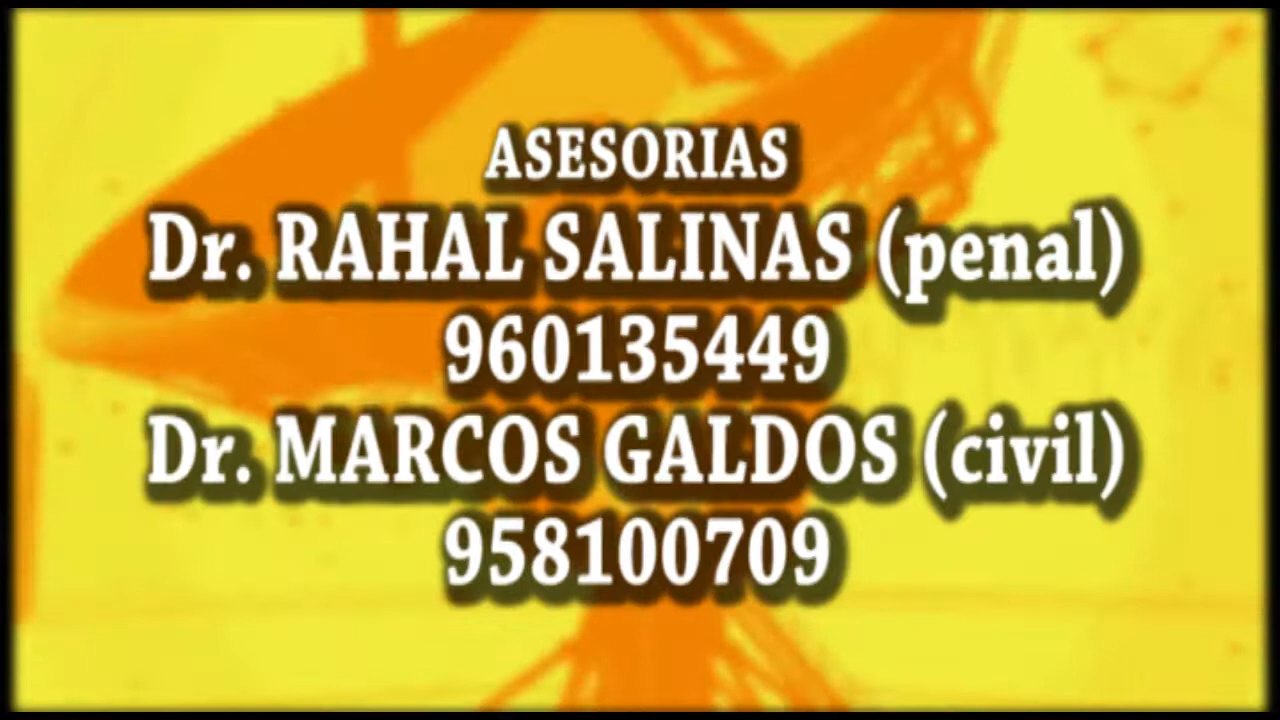 ASESORIAS
Dr. RAHAL SALINAS (penal)
960135449
Dr. MARCOS GALDOS (civil)
958100709